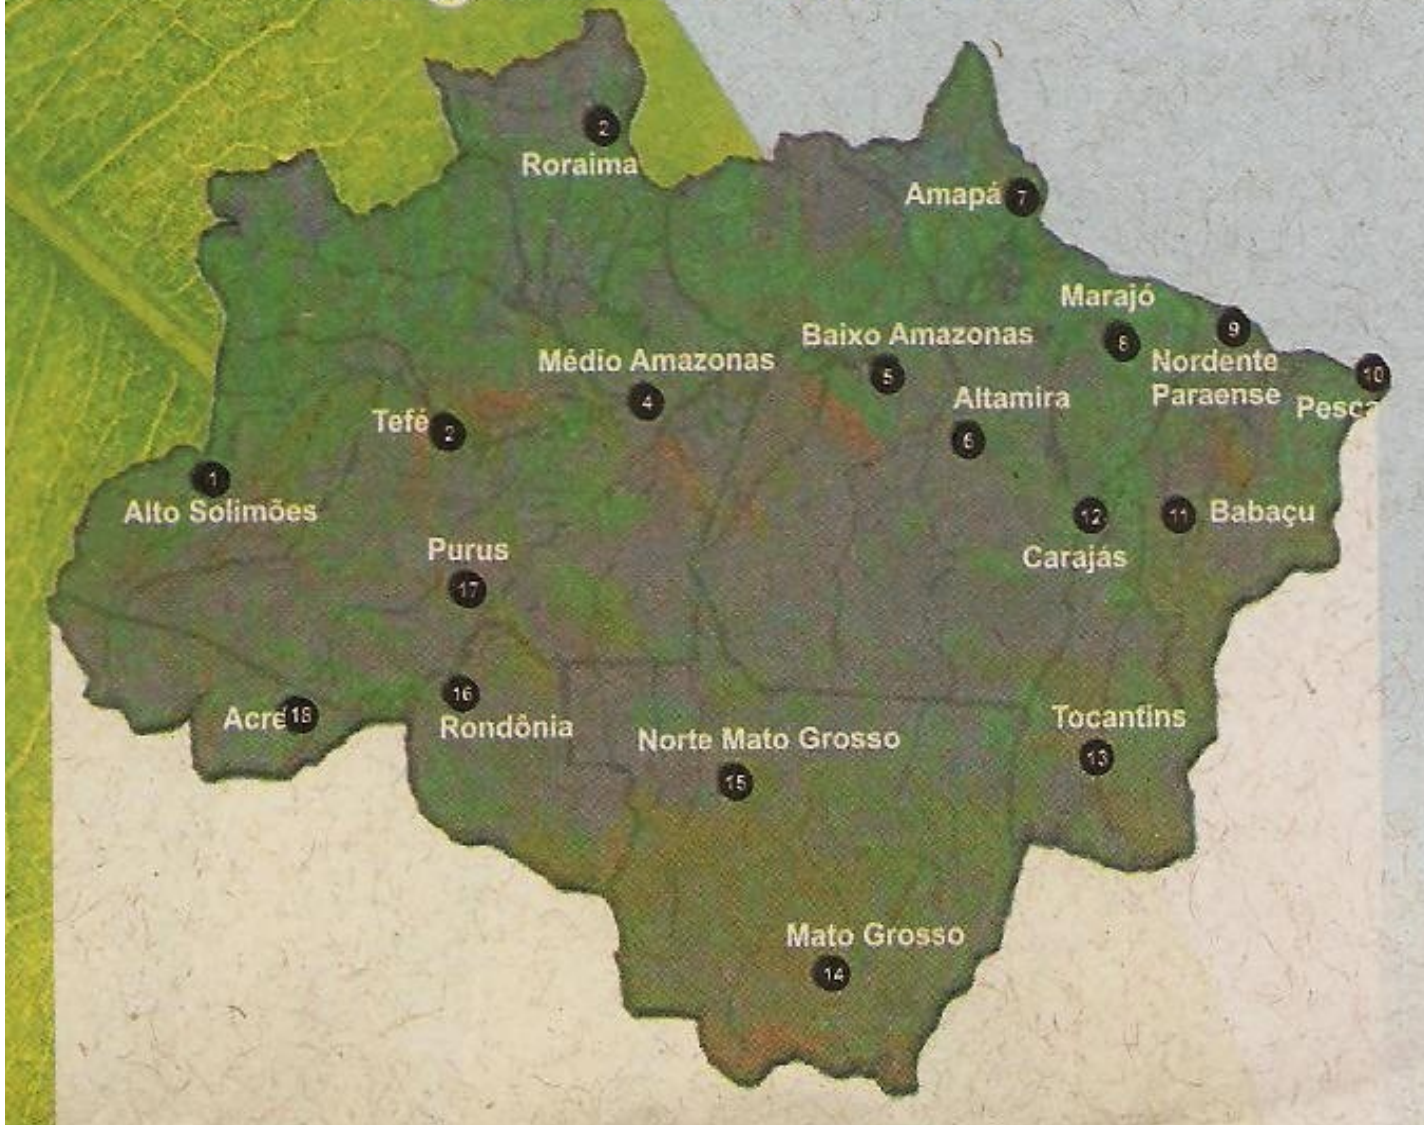 2
Roraima
Amapá 7
Marajó
8
9
Nordente
Paraense
Baixo Amazonas
5
Médio Amazonas
4
10
Pesca
Altamira
6
Tefé 2
1
Alto Solimões
12
Carajás
11 Babaçu
Purus
17
16
Rondônia
Acre 18
Norte Mato Grosso
15
Tocantins
13
Mato Grosso
14